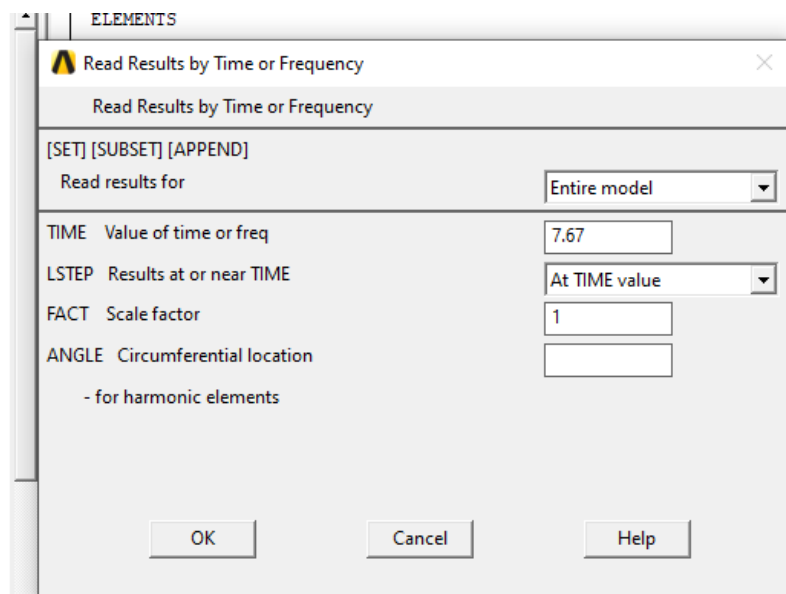 ELEMENTS
Read Results by Time or Frequency
Read Results by Time or Frequency
[SET] [SUBSET] [APPEND]
Read results for Entire model
TIME Value of time or freq 7.67
LSTEP Results at or near TIME At TIME value
FACT Scale factor 1
ANGLE Circumferential location
- for harmonic elements
OK Cancel Help